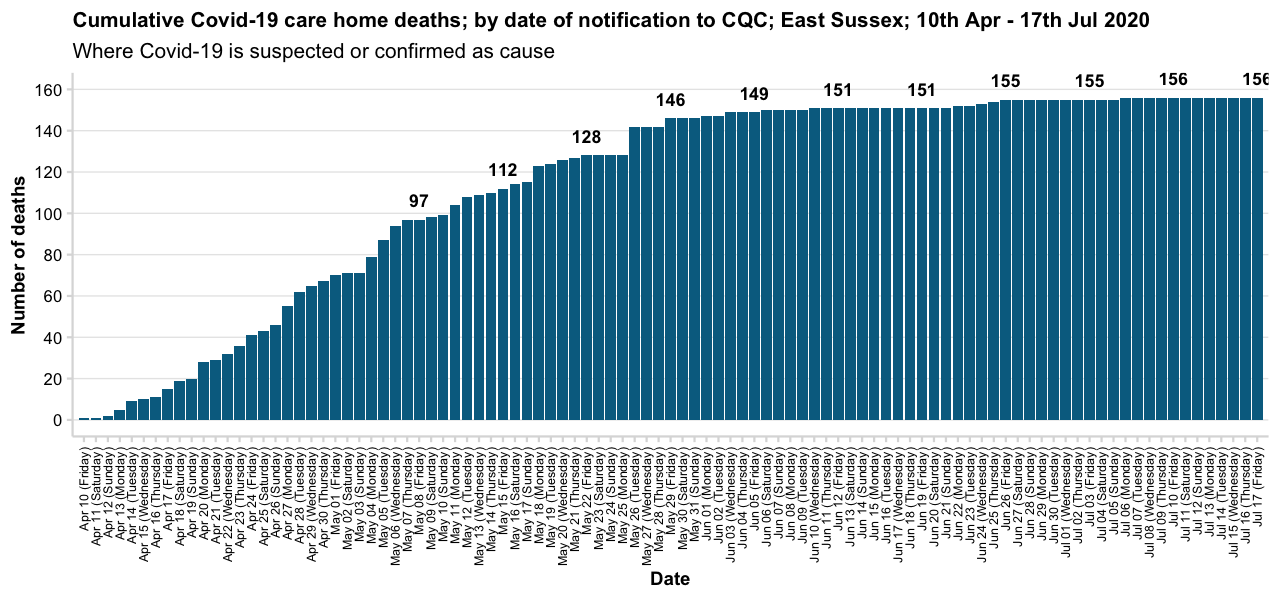 Cumulative Covid-19 care home deaths; by date of notification to CQC; East Sussex; 10th Apr - 17th Jul 2020
Where Covid-19 is suspected or confirmed as cause
Number of deaths
160
140
120
100
80
60
40
20
0
97
112
128
146
149
151
151
155
155
156
156
Apr 10 (Friday)
Apr 11 (Saturday)
Apr 12 (Sunday)
Apr 13 (Monday)
Apr 14 (Tuesday)
Apr 15 (Wednesday)
Apr 16 (Thursday)
Apr 17 (Friday)
Apr 18 (Saturday)
Apr 19 (Sunday)
Apr 20 (Monday)
Apr 21 (Tuesday)
Apr 22 (Wednesday)
Apr 23 (Thursday)
Apr 24 (Friday)
Apr 25 (Saturday)
Apr 26 (Sunday)
Apr 27 (Monday)
Apr 28 (Tuesday)
Apr 29 (Wednesday)
Apr 30 (Thursday)
May 01 (Friday)
May 02 (Saturday)
May 03 (Sunday)
May 04 (Monday)
May 05 (Tuesday)
May 06 (Wednesday)
May 07 (Thursday)
May 08 (Friday)
May 09 (Saturday)
May 10 (Sunday)
May 11 (Monday)
May 12 (Tuesday)
May 13 (Wednesday)
May 14 (Thursday)
May 15 (Friday)
May 16 (Saturday)
May 17 (Sunday)
May 18 (Monday)
May 19 (Tuesday)
May 20 (Wednesday)
May 21 (Thursday)
May 22 (Friday)
May 23 (Saturday)
May 24 (Sunday)
May 25 (Monday)
May 26 (Tuesday)
May 27 (Wednesday)
May 28 (Thursday)
May 29 (Friday)
May 30 (Saturday)
May 31 (Sunday)
Jun 01 (Monday)
Jun 02 (Tuesday)
Jun 03 (Wednesday)
Jun 04 (Thursday)
Jun 05 (Friday)
Jun 06 (Saturday)
Jun 07 (Sunday)
Jun 08 (Monday)
Jun 09 (Tuesday)
Jun 10 (Wednesday)
Jun 11 (Thursday)
Jun 12 (Friday)
Jun 13 (Saturday)
Jun 14 (Sunday)
Jun 15 (Monday)
Jun 16 (Tuesday)
Jun 17 (Wednesday)
Jun 18 (Thursday)
Jun 19 (Friday)
Jun 20 (Saturday)
Jun 21 (Sunday)
Jun 22 (Monday)
Jun 23 (Tuesday)
Jun 24 (Wednesday)
Jun 25 (Thursday)
Jun 26 (Friday)
Jun 27 (Saturday)
Jun 28 (Sunday)
Jun 29 (Monday)
Jun 30 (Tuesday)
Jul 01 (Wednesday)
Jul 02 (Thursday)
Jul 03 (Friday)
Jul 04 (Saturday)
Jul 05 (Sunday)
Jul 06 (Monday)
Jul 07 (Tuesday)
Jul 08 (Wednesday)
Jul 09 (Thursday)
Jul 10 (Friday)
Jul 11 (Saturday)
Jul 12 (Sunday)
Jul 13 (Monday)
Jul 14 (Tuesday)
Jul 15 (Wednesday)
Jul 16 (Thursday)
Jul 17 (Friday)
Date